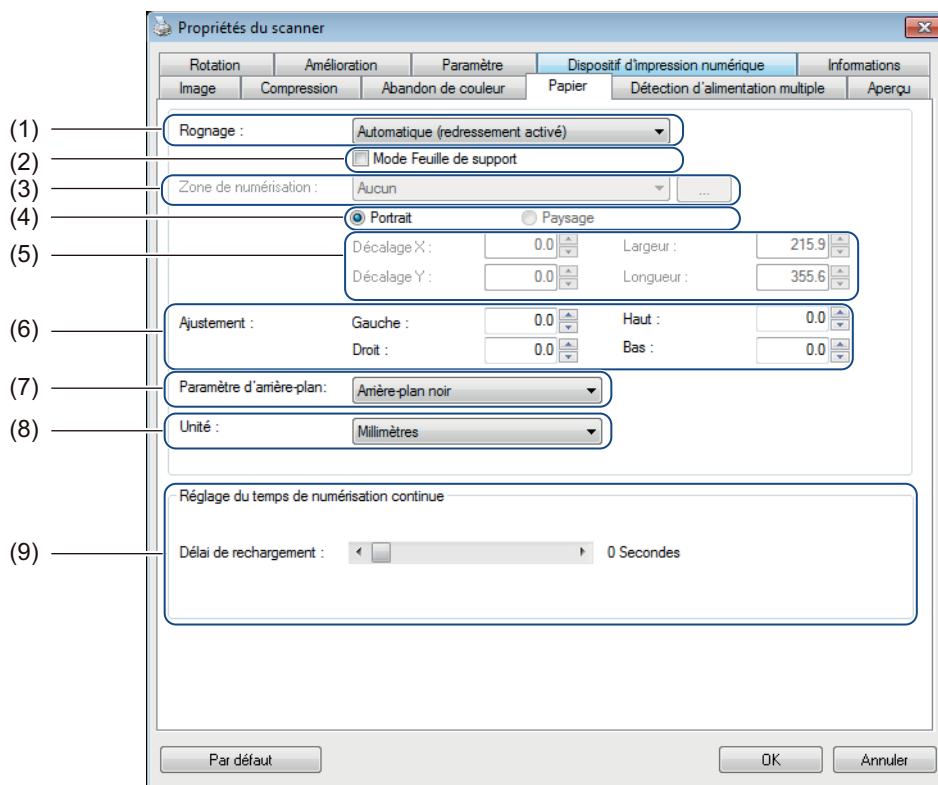 Propriétés du scanner
Rotation Amélioration Paramètre Dispositif d'impression numérique Informations
Image Compression Abandon de couleur Papier Détection d'alimentation multiple Aperçu
(1) Rognage : Automatique (redressement activé)
(2) Mode Feuille de support
(3) Zone de numérisation : Aucun ...
(4) Portrait Paysage
(5) Décalage X : 0.0 Largeur : 215.9
Décalage Y : 0.0 Longueur : 355.6
(6) Ajustement : Gauche : 0.0 Haut : 0.0
Droit : 0.0 Bas : 0.0
(7) Paramètre d'arrière-plan: Arrière-plan noir
(8) Unité : Millimètres
Réglage du temps de numérisation continue
(9) Délai de rechargement : 0 Secondes
Par défaut OK Annuler